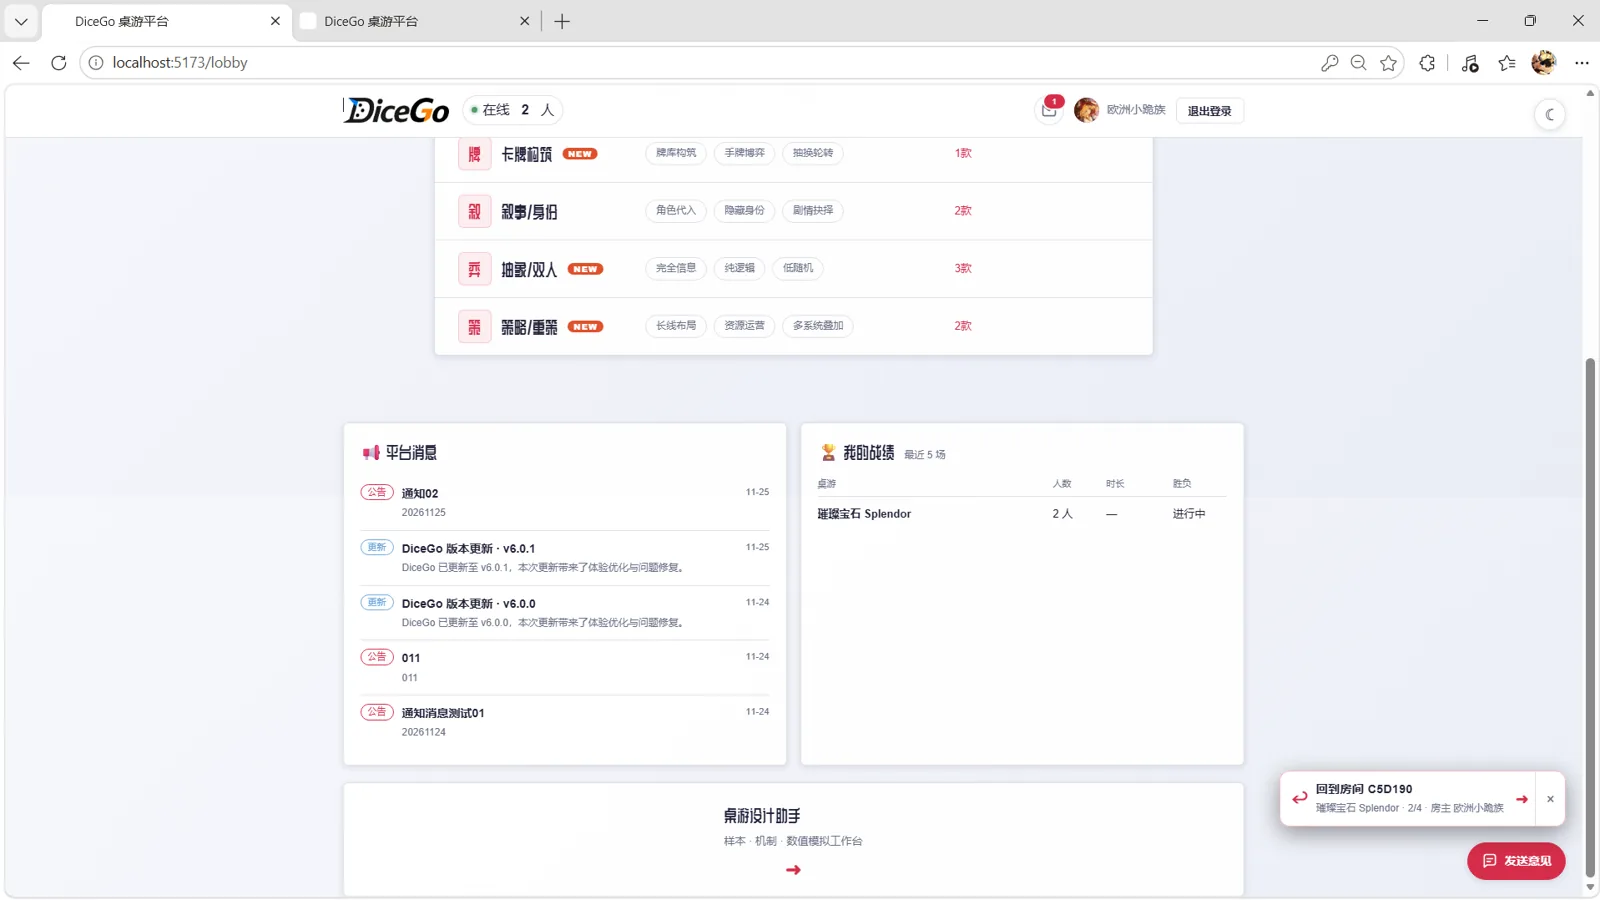 DiceGo 桌游平台
DiceGo 桌游平台
localhost:5173/lobby
DiceGo
在线 2 人
1
欧洲小跪族
退出登录
牌 卡牌构筑 NEW 牌库构筑 手牌博弈 抽换轮转 1款
叙 叙事/身份 角色代入 隐藏身份 剧情抉择 2款
弈 抽象/双人 NEW 完全信息 纯逻辑 低随机 3款
策 策略/重策 NEW 长线布局 资源运营 多系统叠加 2款
平台消息
公告 通知02 11-25
20261125
更新 DiceGo 版本更新 · v6.0.1 11-25
DiceGo 已更新至 v6.0.1，本次更新带来了体验优化与问题修复。
更新 DiceGo 版本更新 · v6.0.0 11-24
DiceGo 已更新至 v6.0.0，本次更新带来了体验优化与问题修复。
公告 011 11-24
011
公告 通知消息测试01 11-24
20261124
我的战绩 最近 5 场
桌游 人数 时长 胜负
璀璨宝石 Splendor 2 人 — 进行中
桌游设计助手
样本 · 机制 · 数值模拟工作台
回到房间 C5D190
璀璨宝石 Splendor · 2/4 · 房主 欧洲小跪族
发送意见